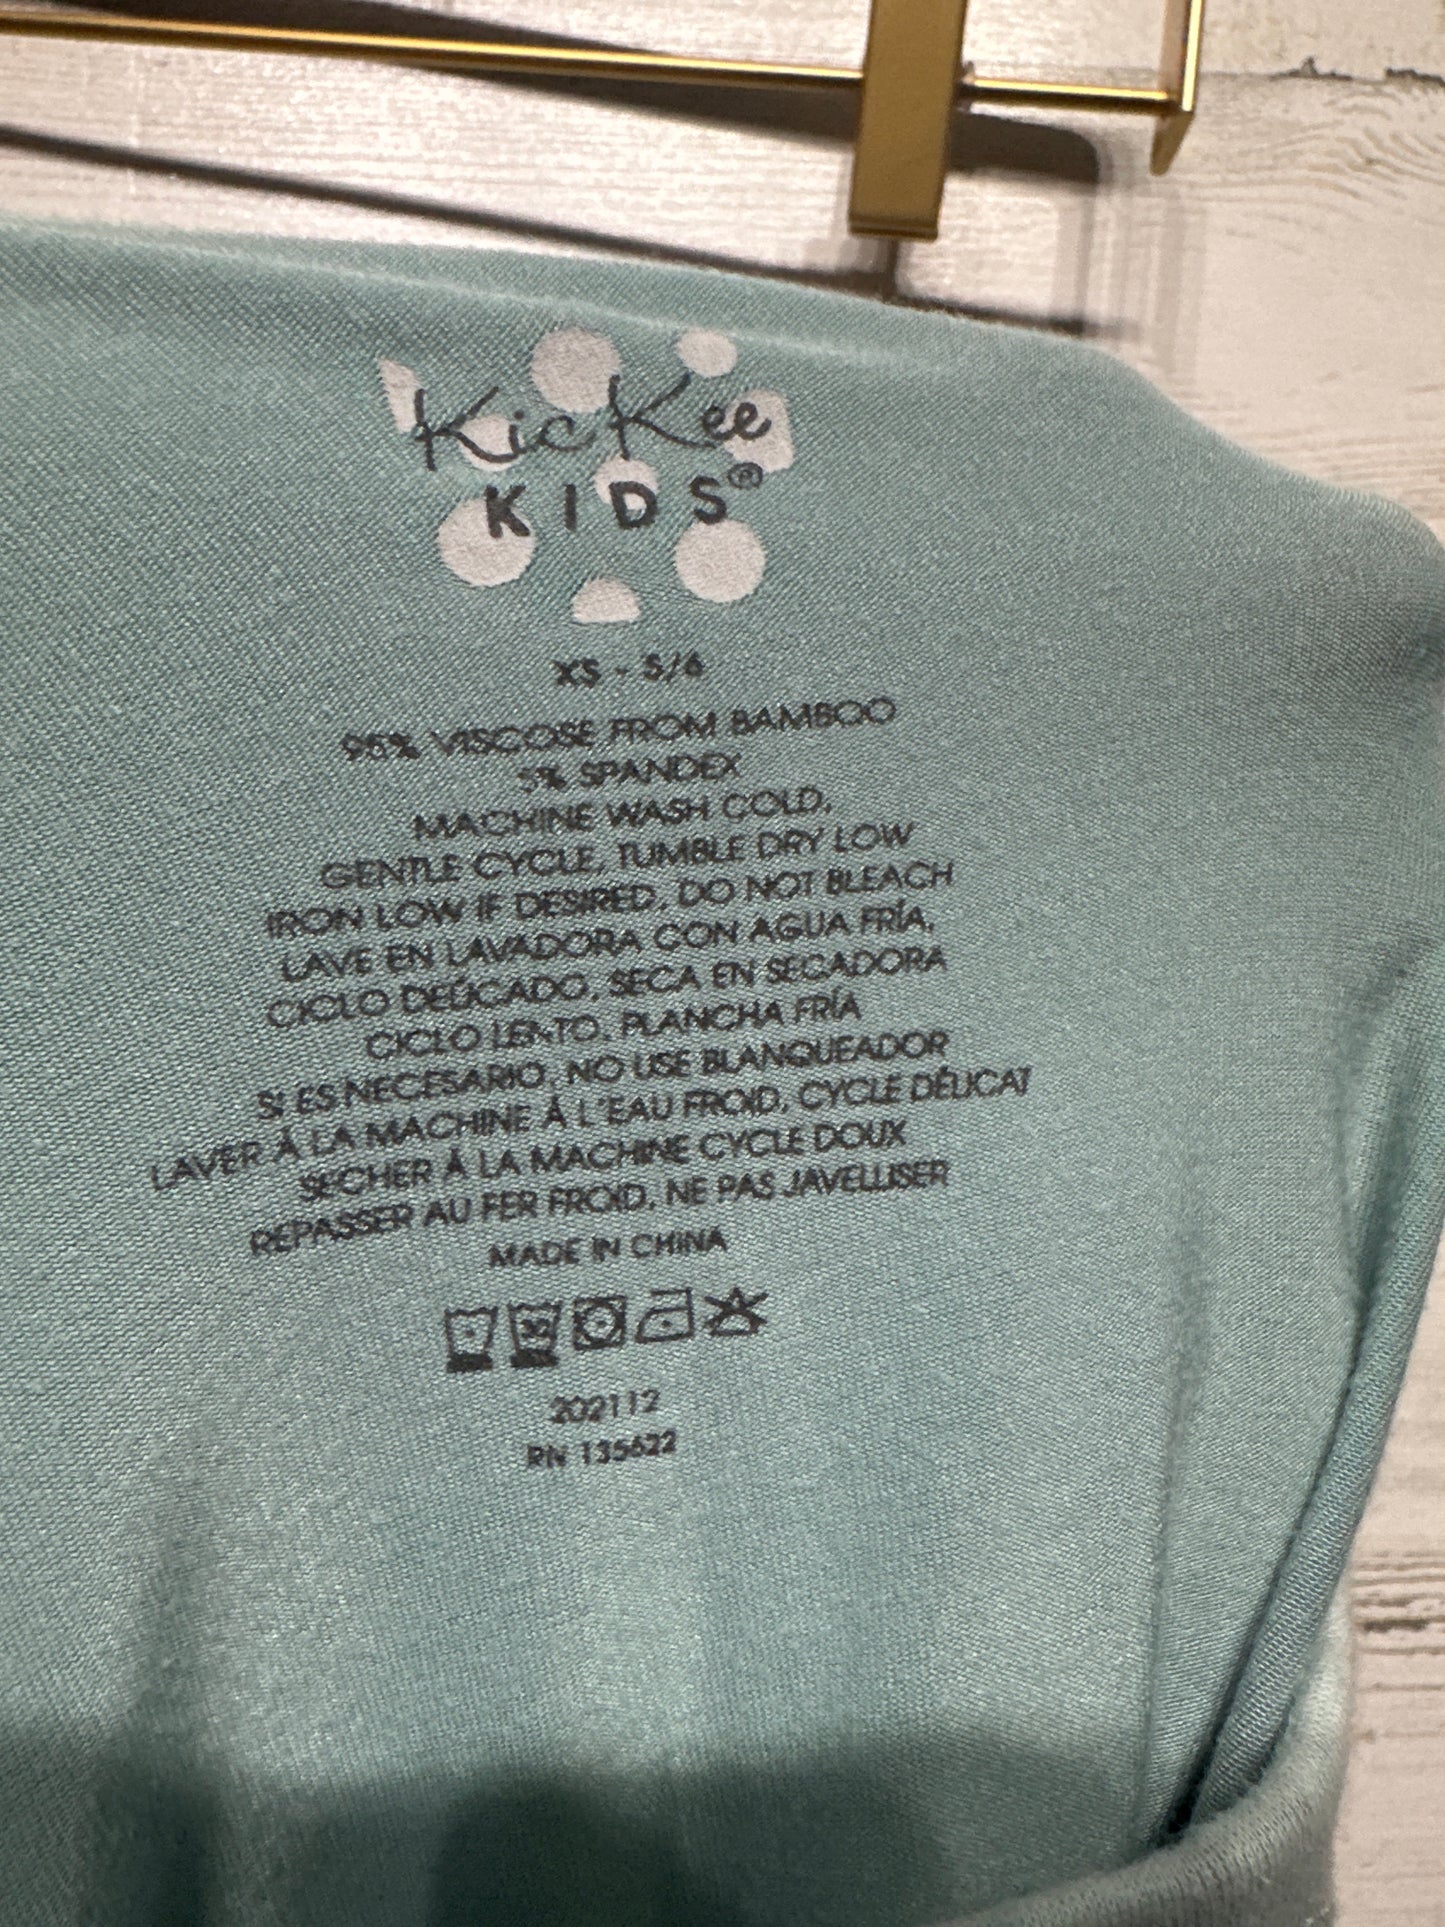 KicKee
KIDS®
XS - 5/6
95% VISCOSE FROM BAMBOO
5% SPANDEX
MACHINE WASH COLD,
GENTLE CYCLE, TUMBLE DRY LOW
IRON LOW IF DESIRED, DO NOT BLEACH
LAVE EN LAVADORA CON AGUA FRÍA,
CICLO DELICADO, SECA EN SECADORA
CICLO LENTO, PLANCHA FRÍA
SI ES NECESARIO, NO USE BLANQUEADOR
LAVER À LA MACHINE À L'EAU FROID, CYCLE DÉLICAT
SECHER À LA MACHINE CYCLE DOUX
REPASSER AU FER FROID, NE PAS JAVELLISER
MADE IN CHINA
30
202112
RN 135622